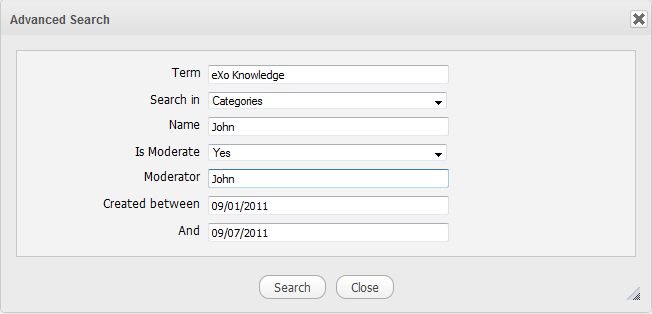 Advanced Search
Term eXo Knowledge
Search in Categories
Name John
Is Moderate Yes
Moderator John
Created between 09/01/2011
And 09/07/2011
Search Close